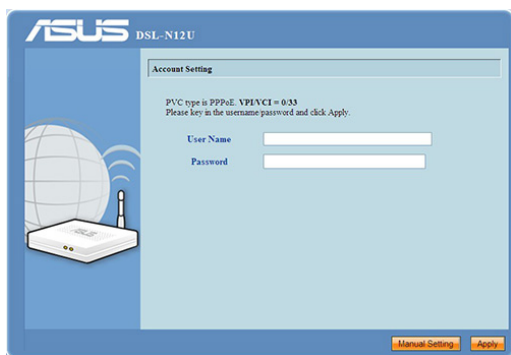 ASUS DSL-N12U
Account Setting
PVC type is PPPoE. VPI/VCI = 0/33
Please key in the username/password and click Apply.
User Name
Password
ASUS
Manual Setting Apply